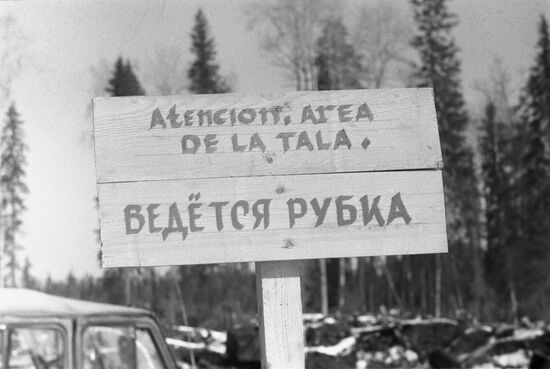 Atencion. Area
DE LA TALA.
ВЕДЁТСЯ РУБКА